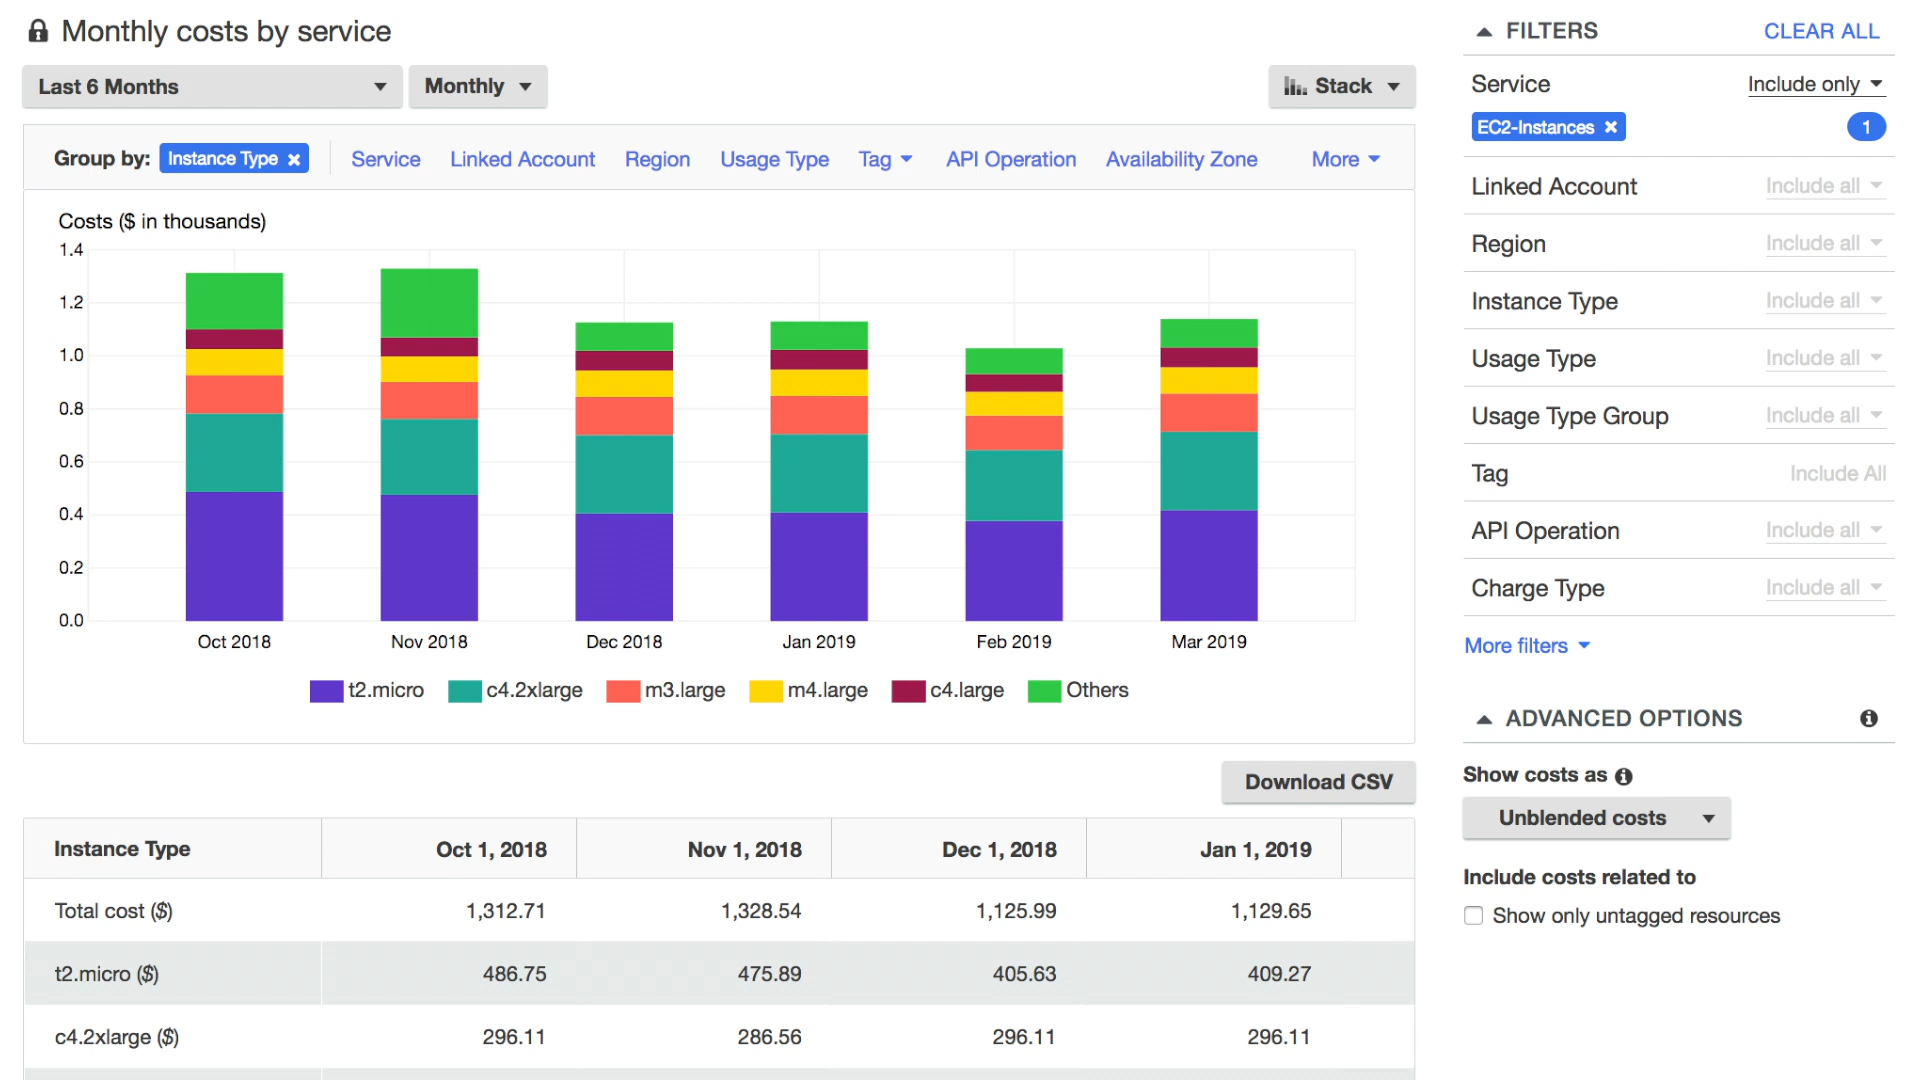 Monthly costs by service
Last 6 Months
Monthly
Stack
Group by: Instance Type × Service Linked Account Region Usage Type Tag API Operation Availability Zone More
Costs ($ in thousands)
1.4
1.2
1.0
0.8
0.6
0.4
0.2
0.0
Oct 2018 Nov 2018 Dec 2018 Jan 2019 Feb 2019 Mar 2019
t2.micro c4.2xlarge m3.large m4.large c4.large Others
Download CSV
Instance Type Oct 1, 2018 Nov 1, 2018 Dec 1, 2018 Jan 1, 2019
Total cost ($) 1,312.71 1,328.54 1,125.99 1,129.65
t2.micro ($) 486.75 475.89 405.63 409.27
c4.2xlarge ($) 296.11 286.56 296.11 296.11
FILTERS CLEAR ALL
Service Include only
EC2-Instances × 1
Linked Account Include all
Region Include all
Instance Type Include all
Usage Type Include all
Usage Type Group Include all
Tag Include All
API Operation Include all
Charge Type Include all
More filters
ADVANCED OPTIONS
Show costs as
Unblended costs
Include costs related to
Show only untagged resources